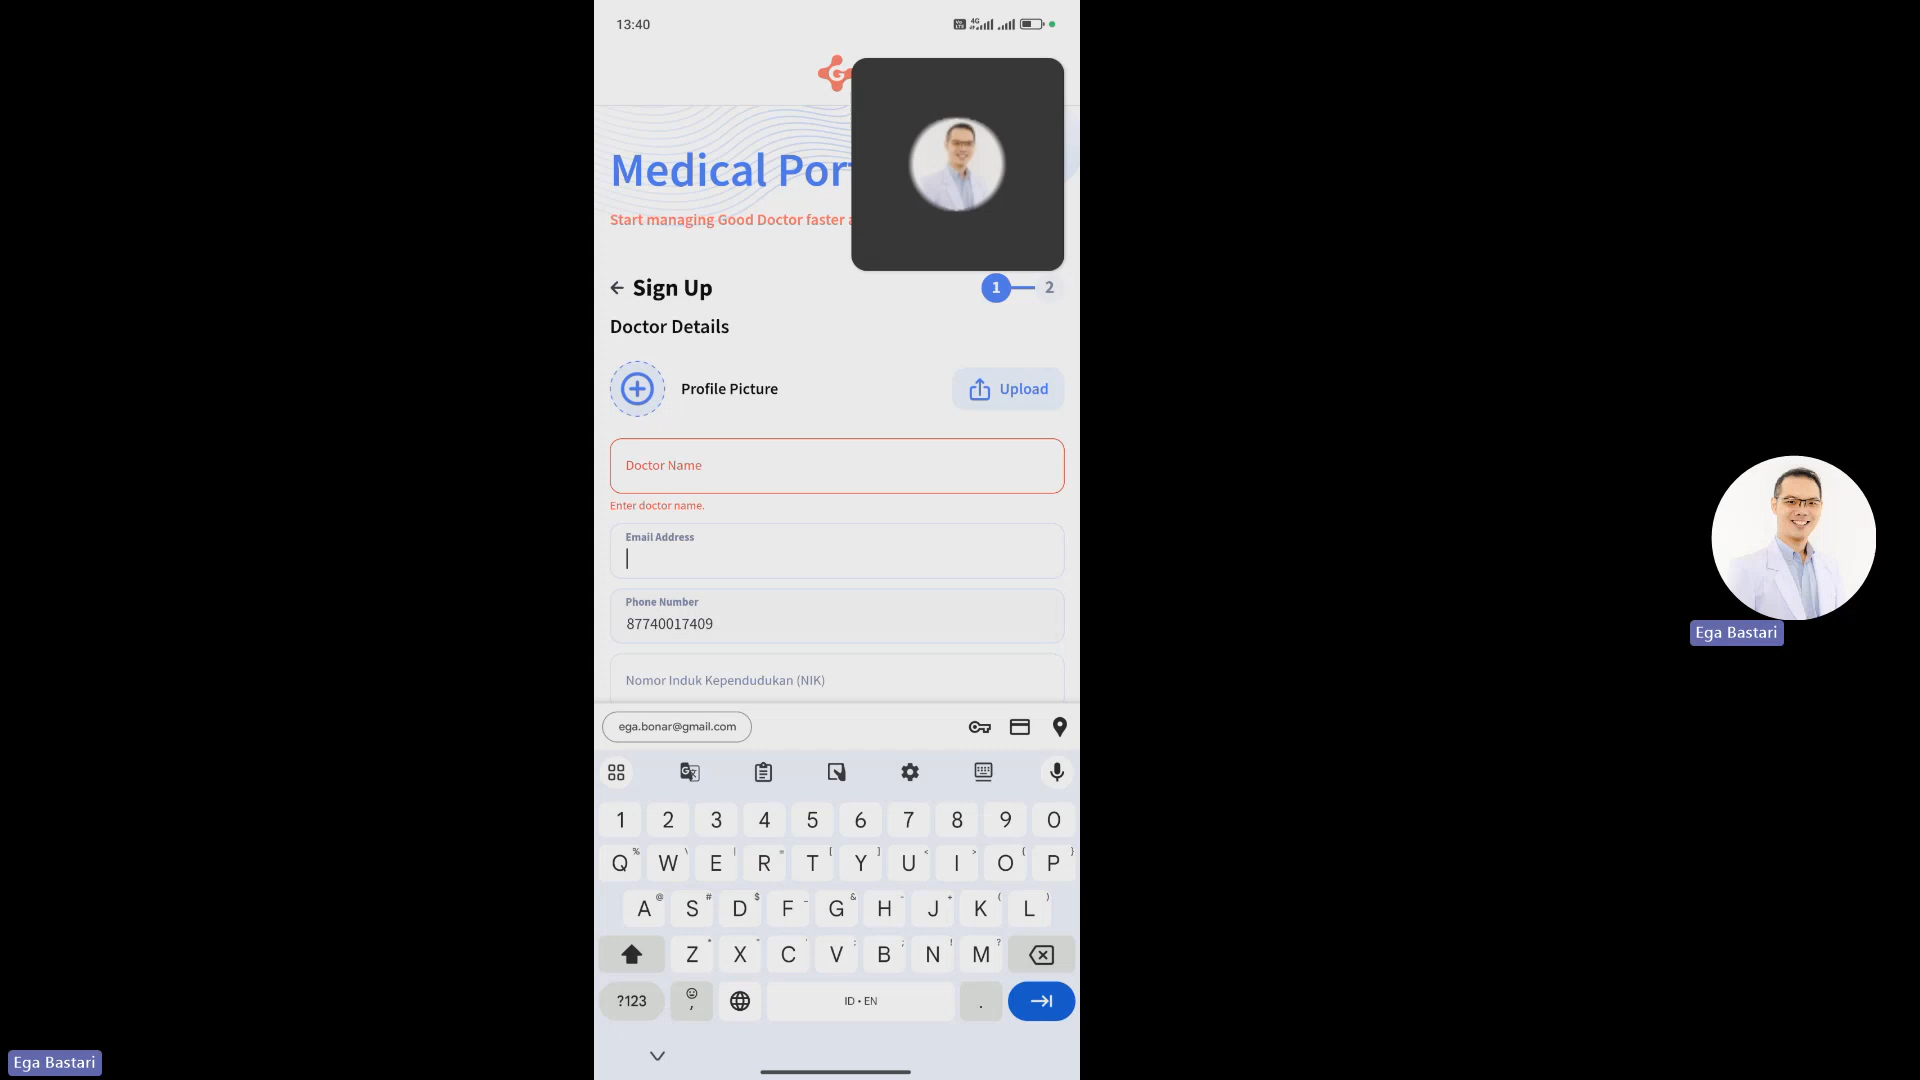 13:40
4G
Medical Por
Start managing Good Doctor faster a
Sign Up
1
2
Doctor Details
Profile Picture
Upload
Doctor Name
Enter doctor name.
Email Address
Phone Number
87740017409
Nomor Induk Kependudukan (NIK)
ega.bonar@gmail.com
1 2 3 4 5 6 7 8 9 0
Q W E R T Y U I O P
A S D F G H J K L
Z X C V B N M
?123 , ID • EN .
Ega Bastari
Ega Bastari